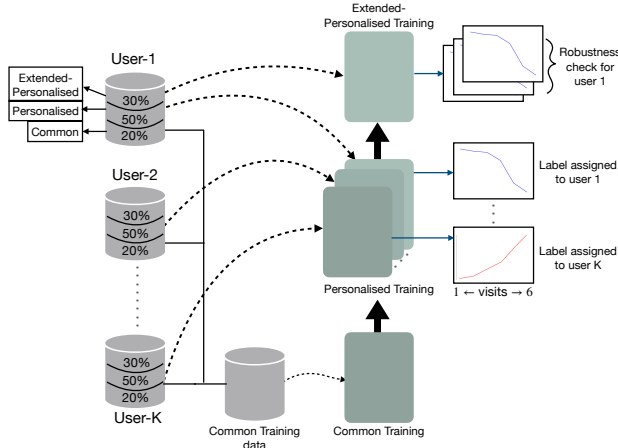 Extended-
Personalised Training
User-1
Extended-
Personalised
Personalised
Common
30%
50%
20%
Robustness
check for
user 1
User-2
30%
50%
20%
Label assigned
to user 1
Label assigned
to user K
1 ← visits → 6
Personalised Training
30%
50%
20%
User-K
Common Training
data
Common Training